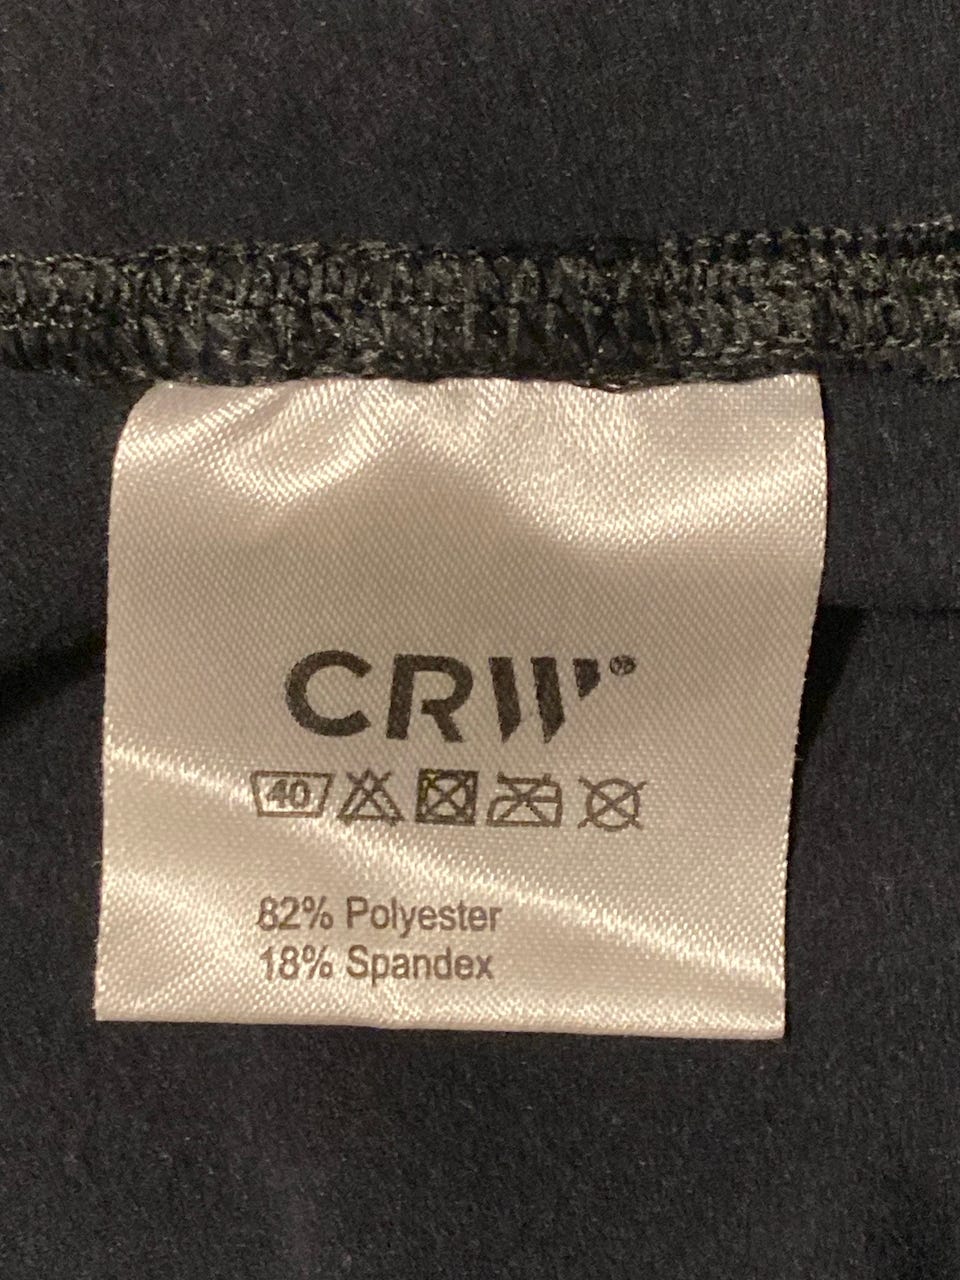 CRW®
40
82% Polyester
18% Spandex